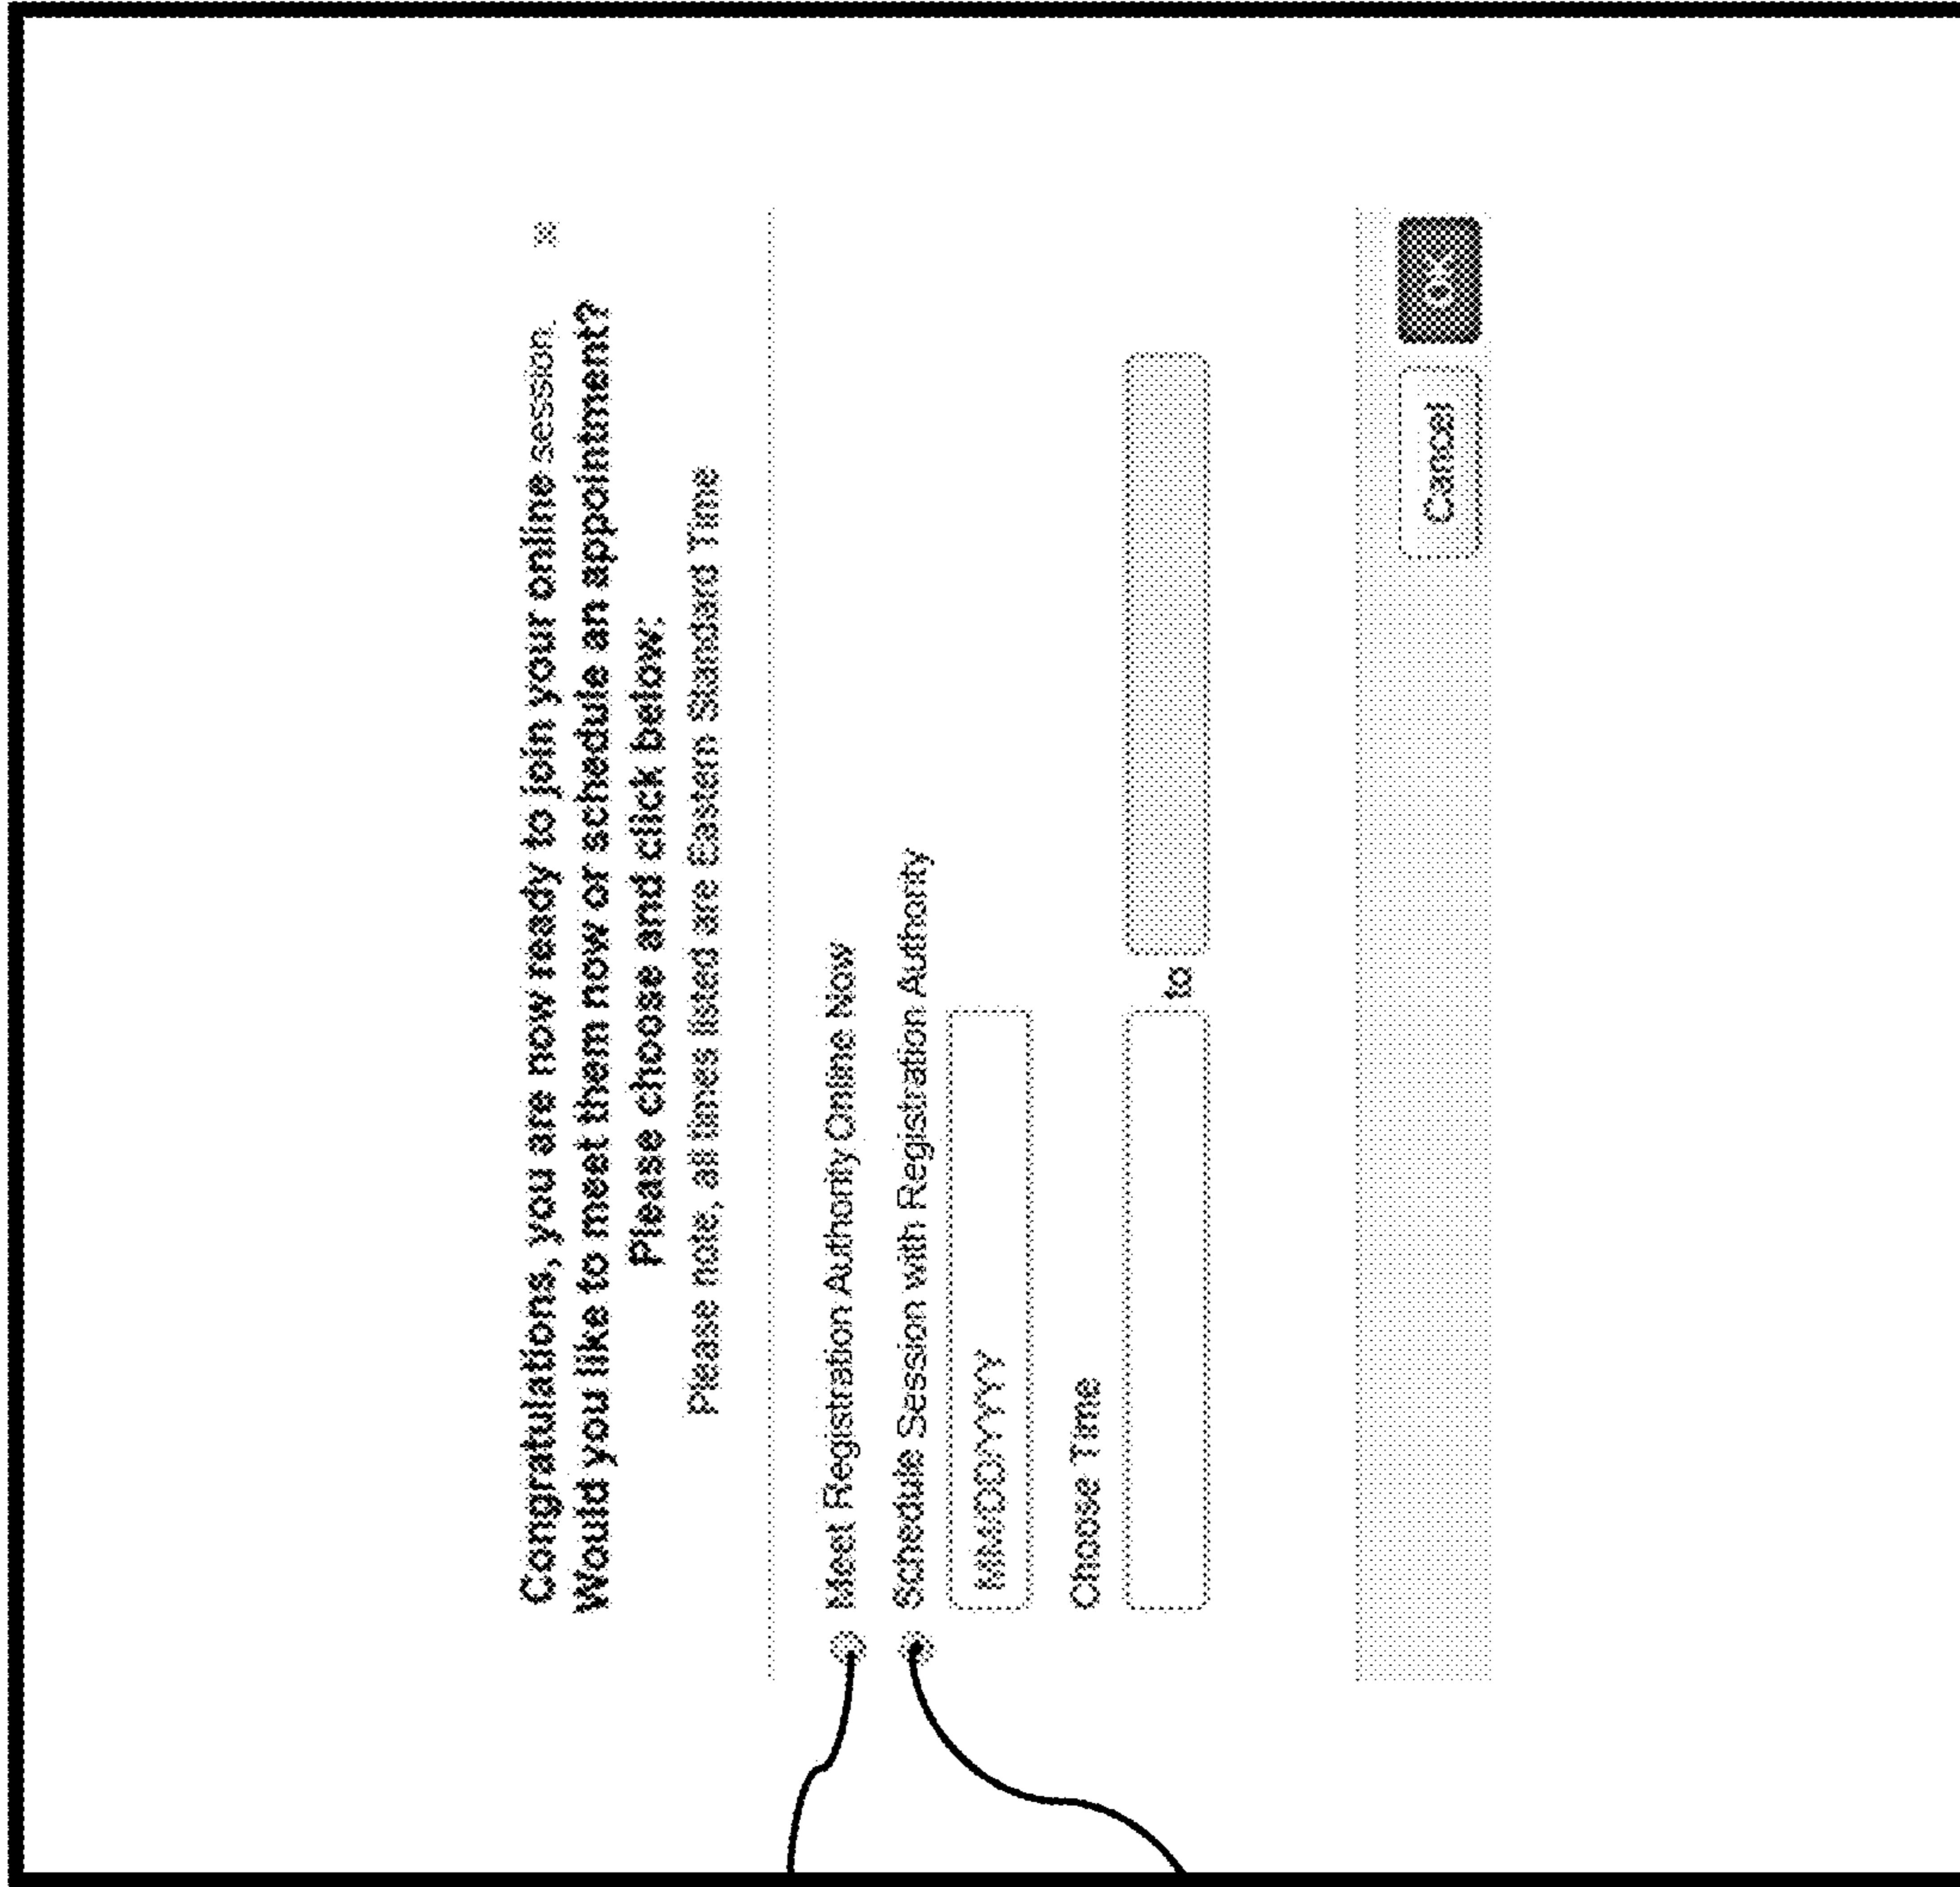 Congratulations, you are now ready to join your online session.
Would you like to meet them now or schedule an appointment?
Please choose and click below:
Please note, all times listed are Eastern Standard Time
Meet Registration Authority Online Now
Schedule Session with Registration Authority
MM/DD/YYYY
Choose Time
to
Cancel
OK